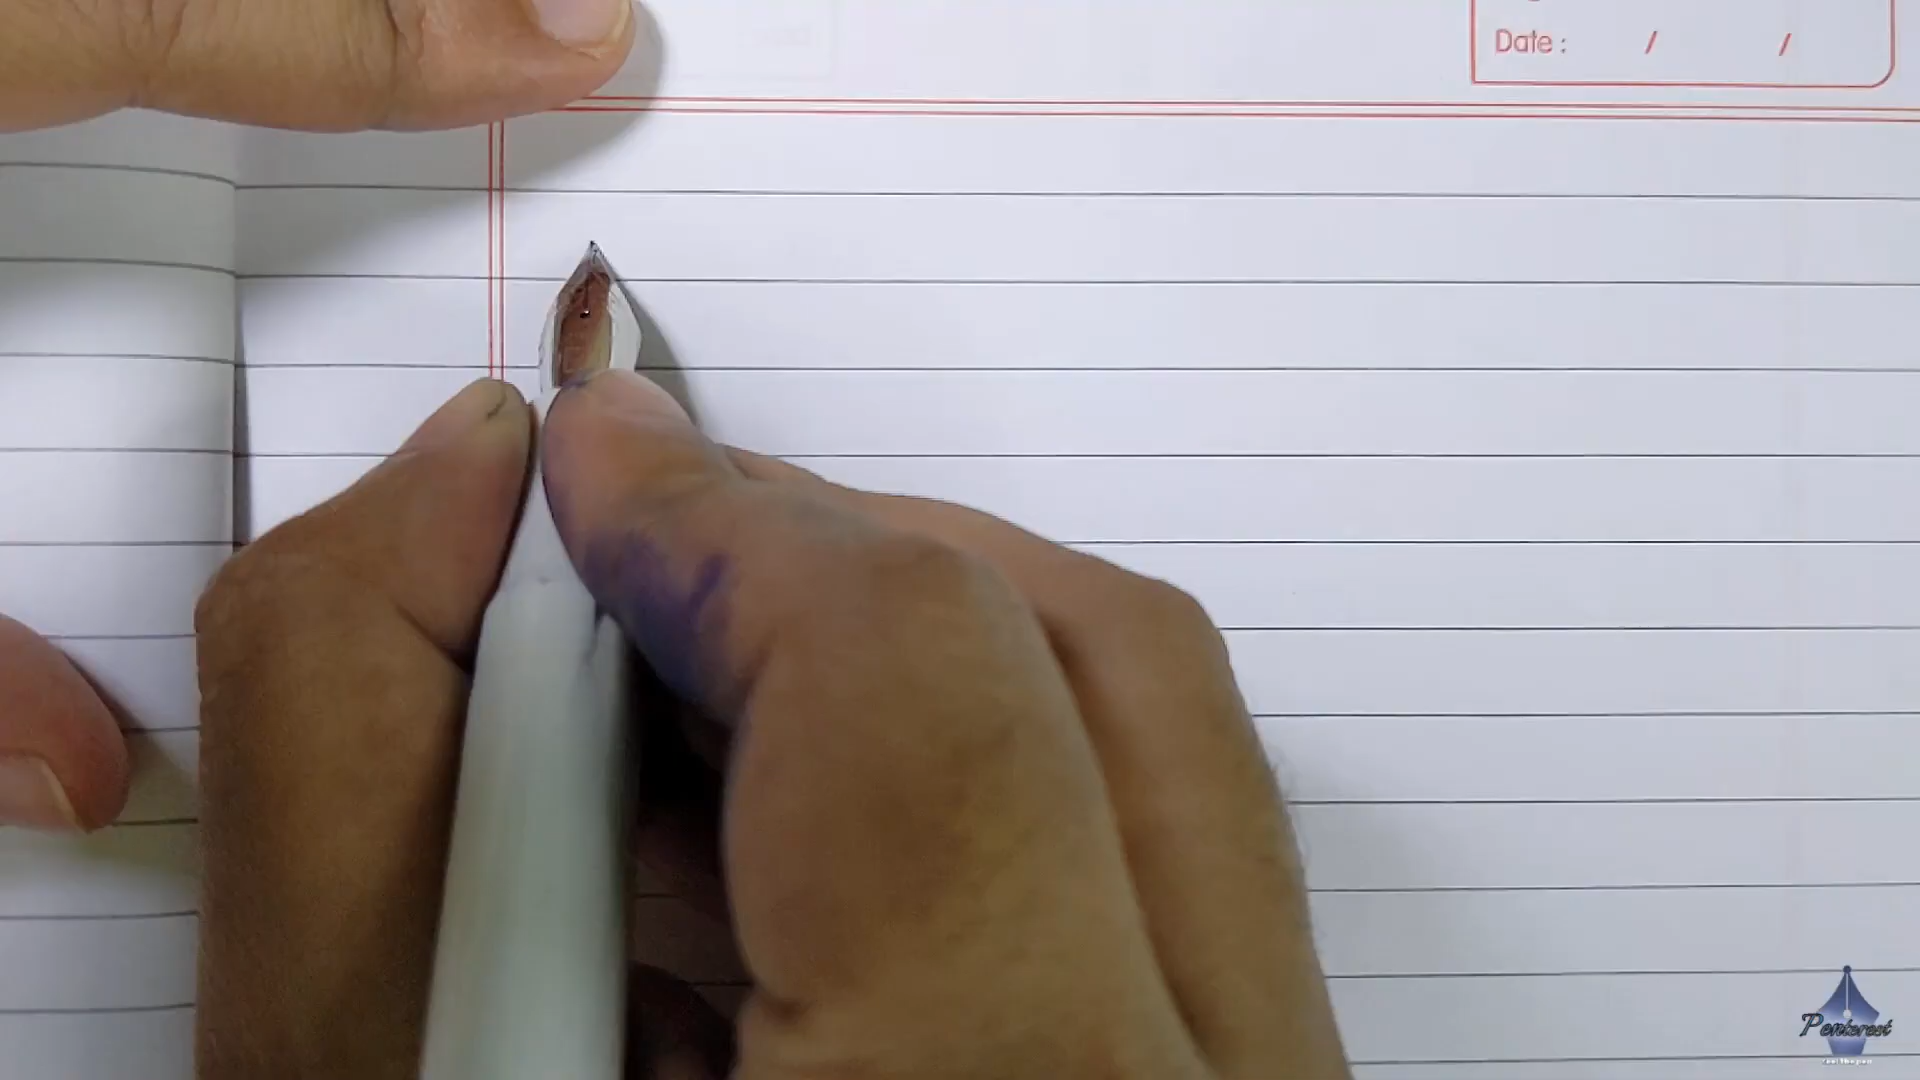 Date : / /
Penterest